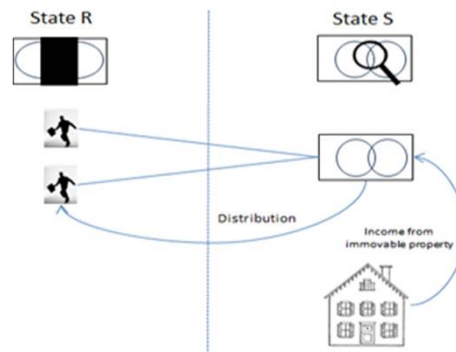 State R
State S
Distribution
Income from
immovable property